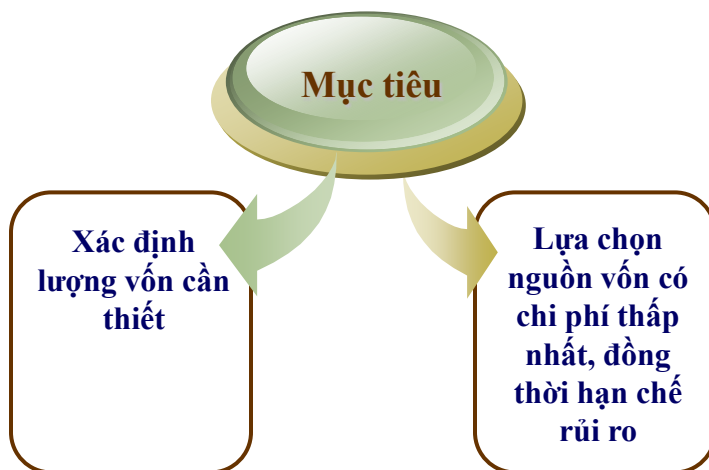 Mục tiêu
Xác định
lượng vốn cần
thiết
Lựa chọn
nguồn vốn có
chi phí thấp
nhất, đồng
thời hạn chế
rủi ro